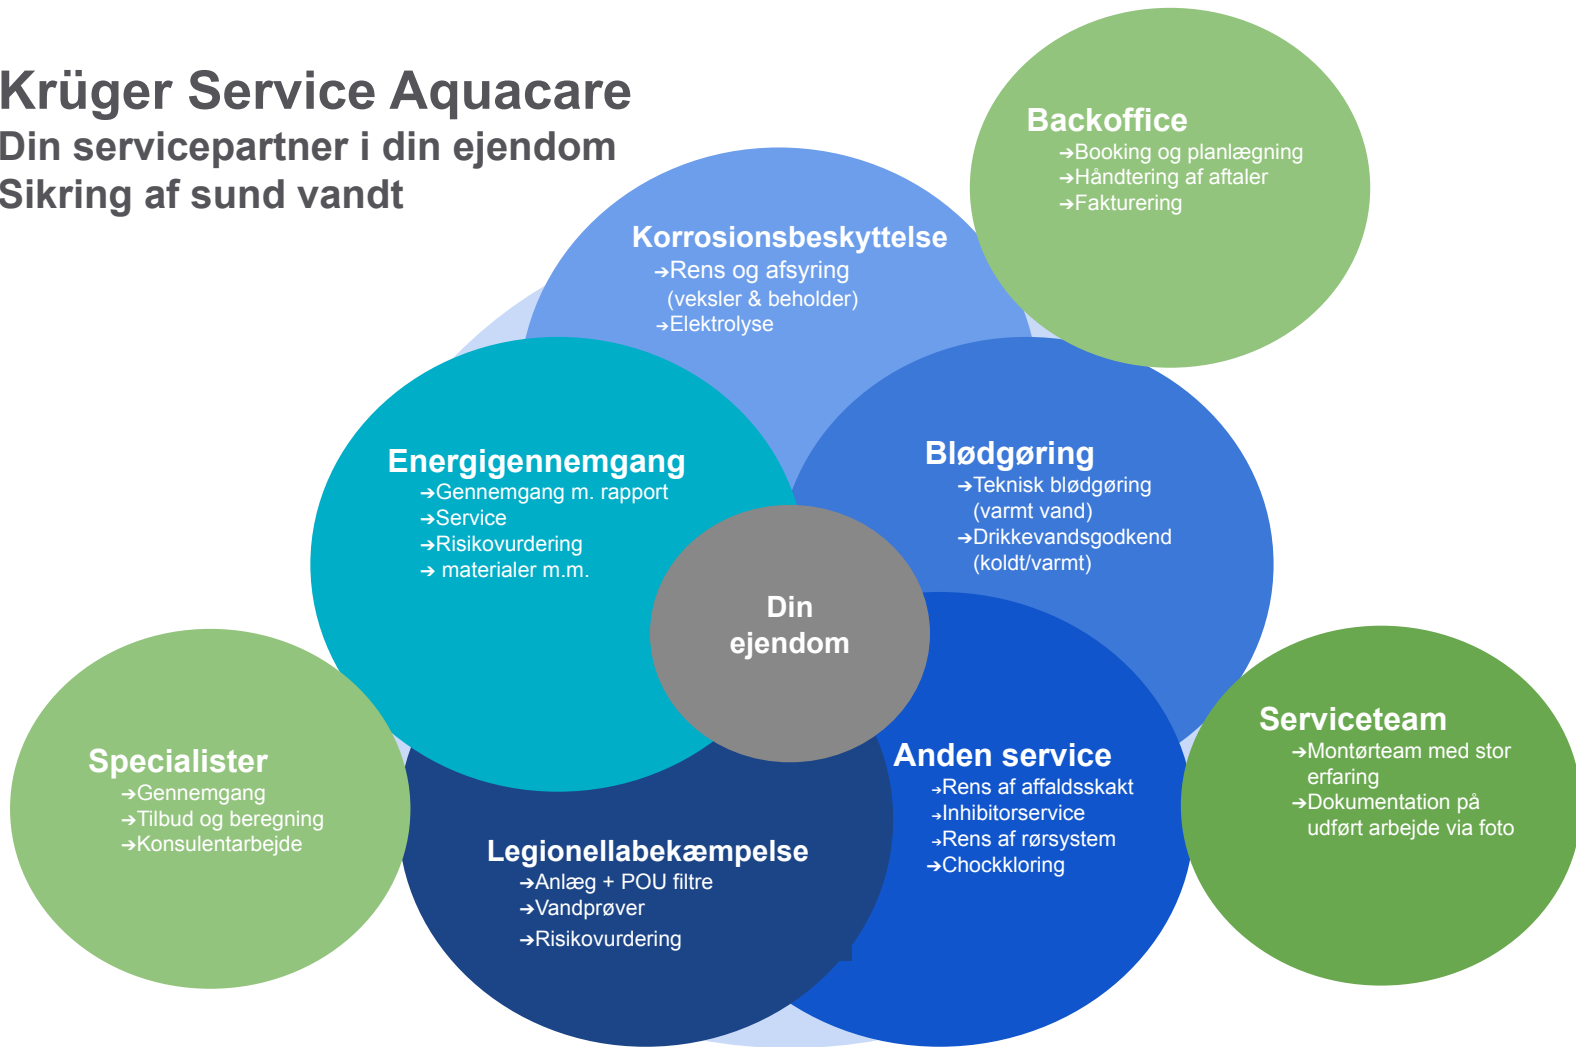 Krüger Service Aquacare
Din servicepartner i din ejendom
Sikring af sund vandt
Backoffice
➔Booking og planlægning
➔Håndtering af aftaler
➔Fakturering
Korrosionsbeskyttelse
➔Rens og afsyring
(veksler & beholder)
➔Elektrolyse
Energigennemgang
➔Gennemgang m. rapport
➔Service
➔Risikovurdering
➔ materialer m.m.
Blødgøring
➔Teknisk blødgøring
(varmt vand)
➔Drikkevandsgodkend
(koldt/varmt)
Din
ejendom
Specialister
➔Gennemgang
➔Tilbud og beregning
➔Konsulentarbejde
Legionellabekæmpelse
➔Anlæg + POU filtre
➔Vandprøver
➔Risikovurdering
Anden service
➔Rens af affaldsskakt
➔Inhibitorservice
➔Rens af rørsystem
➔Chockkloring
Serviceteam
➔Montørteam med stor
erfaring
➔Dokumentation på
udført arbejde via foto